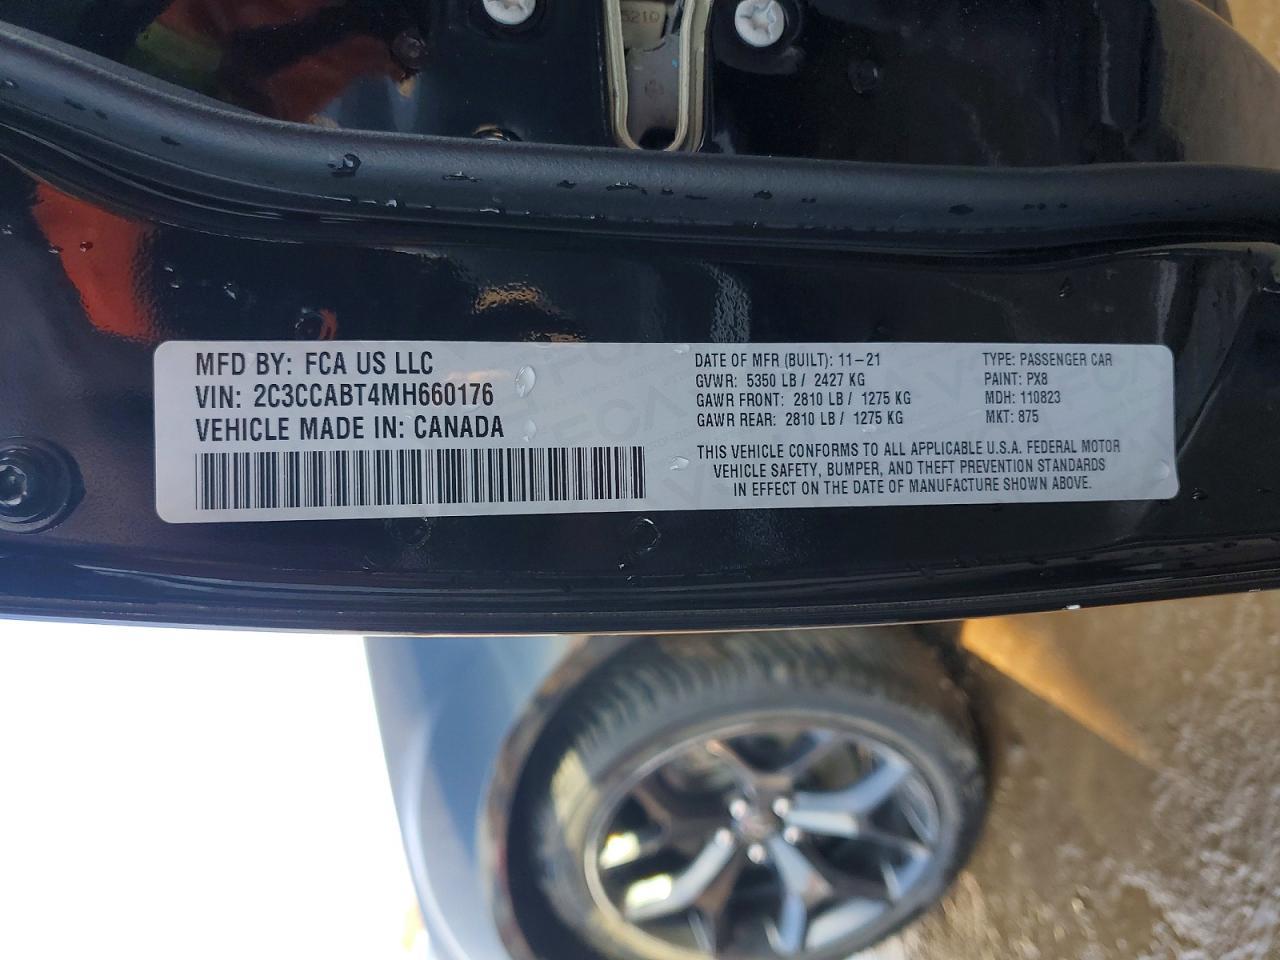 5210
MFD BY: FCA US LLC
VIN: 2C3CCABT4MH660176
VEHICLE MADE IN: CANADA
DATE OF MFR (BUILT): 11-21
GVWR: 5350 LB / 2427 KG
GAWR FRONT: 2810 LB / 1275 KG
GAWR REAR: 2810 LB / 1275 KG
TYPE: PASSENGER CAR
PAINT: PX8
MDH: 110823
MKT: 875
THIS VEHICLE CONFORMS TO ALL APPLICABLE U.S.A. FEDERAL MOTOR
VEHICLE SAFETY, BUMPER, AND THEFT PREVENTION STANDARDS
IN EFFECT ON THE DATE OF MANUFACTURE SHOWN ABOVE.